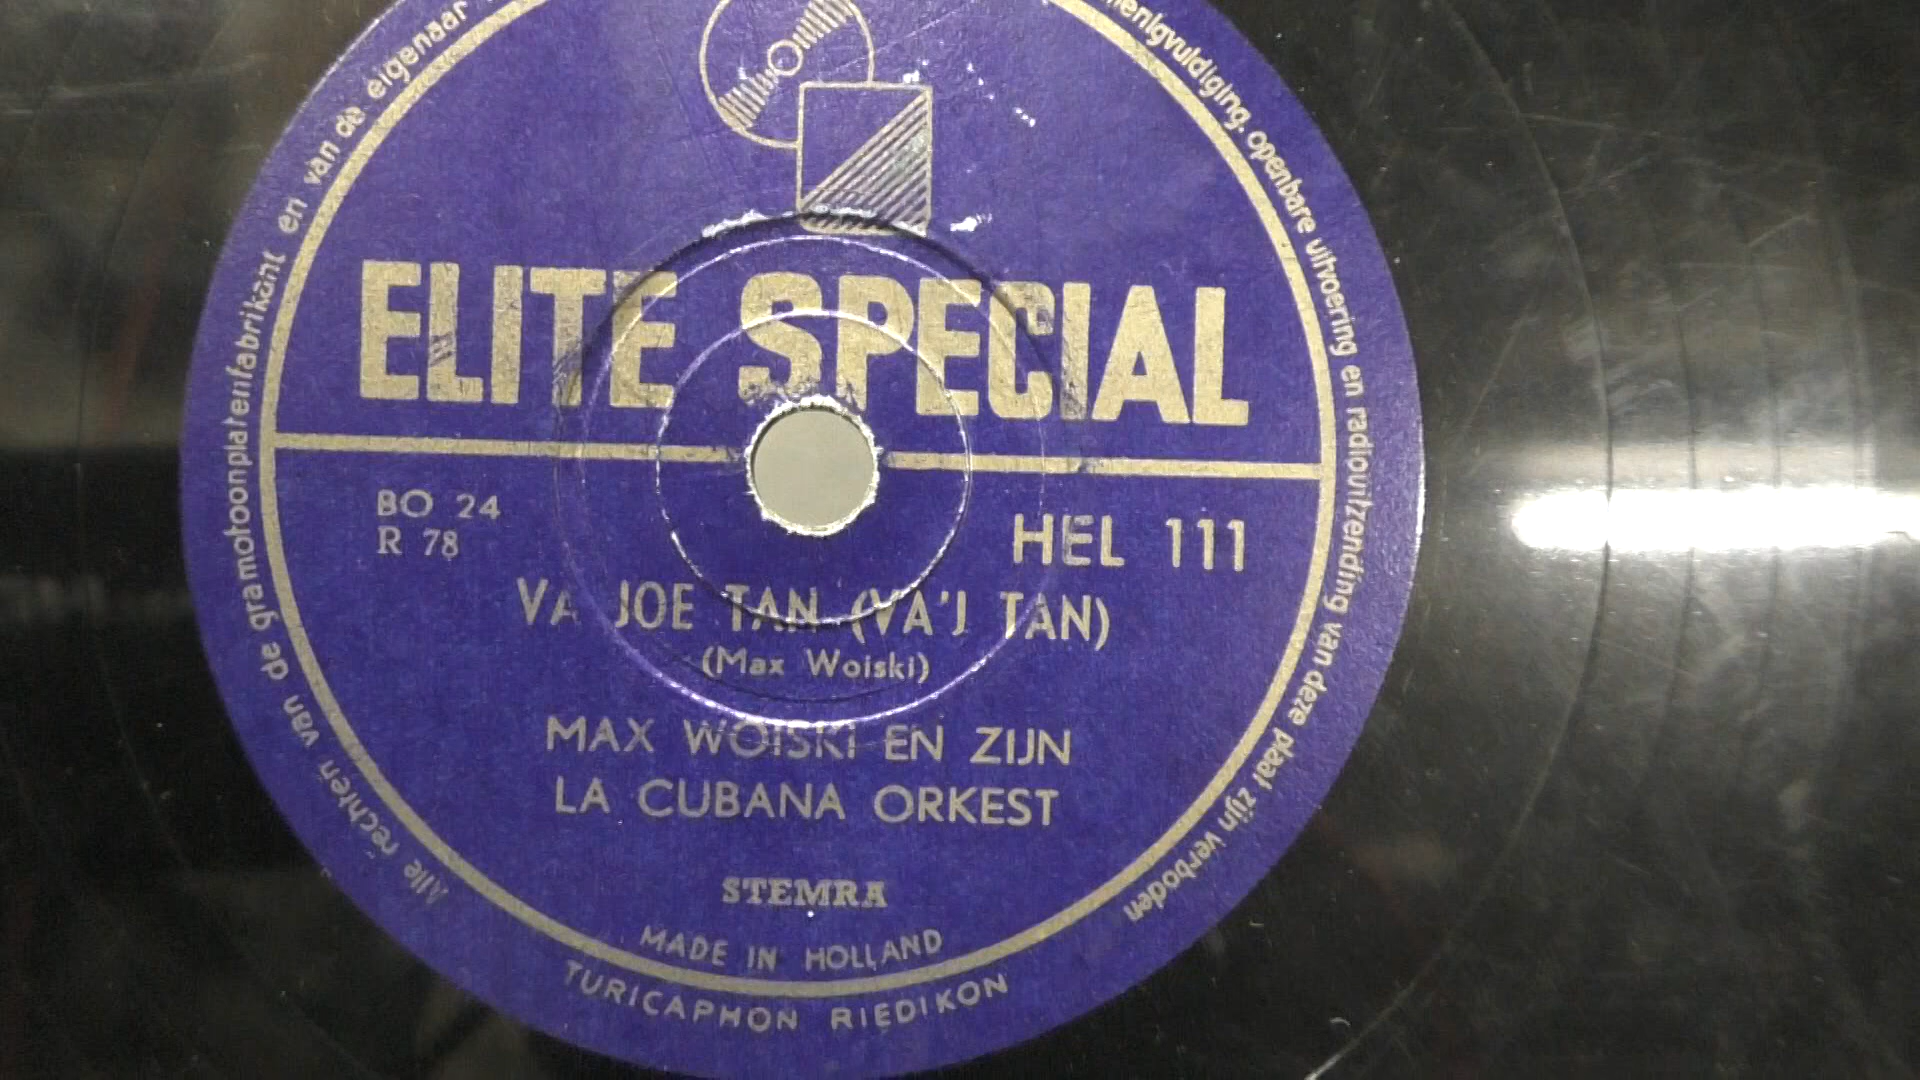 ELITE SPECIAL
BO 24
R 78
HEL 111
VA JOE TAN (VA'J TAN)
(Max Woiski)
MAX WOISKI EN ZIJN
LA CUBANA ORKEST
STEMRA
MADE IN HOLLAND
TURICAPHON RIEDIKON
Alle rechten van de gramofoonplatenfabrikant en van de eigenaar
openbare uitvoering en radiouitzending van deze plaat zijn verboden